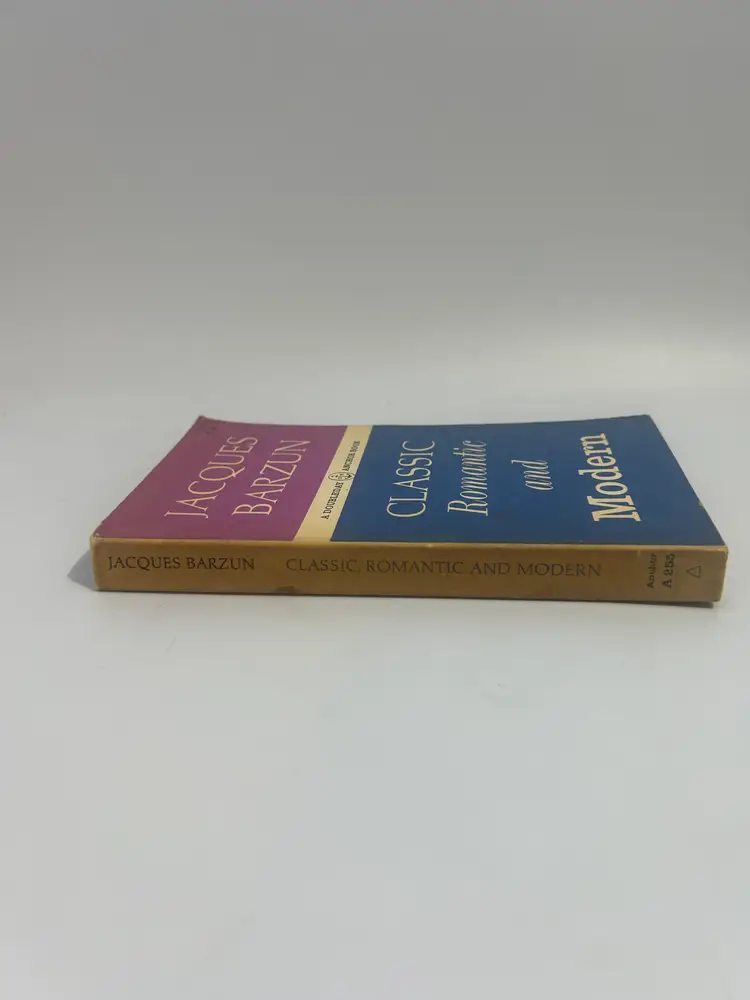 JACQUES
BARZUN
A DOUBLEDAY ANCHOR BOOK
CLASSIC
Romantic
and
Modern
JACQUES BARZUN CLASSIC, ROMANTIC AND MODERN
Anchor
A 255